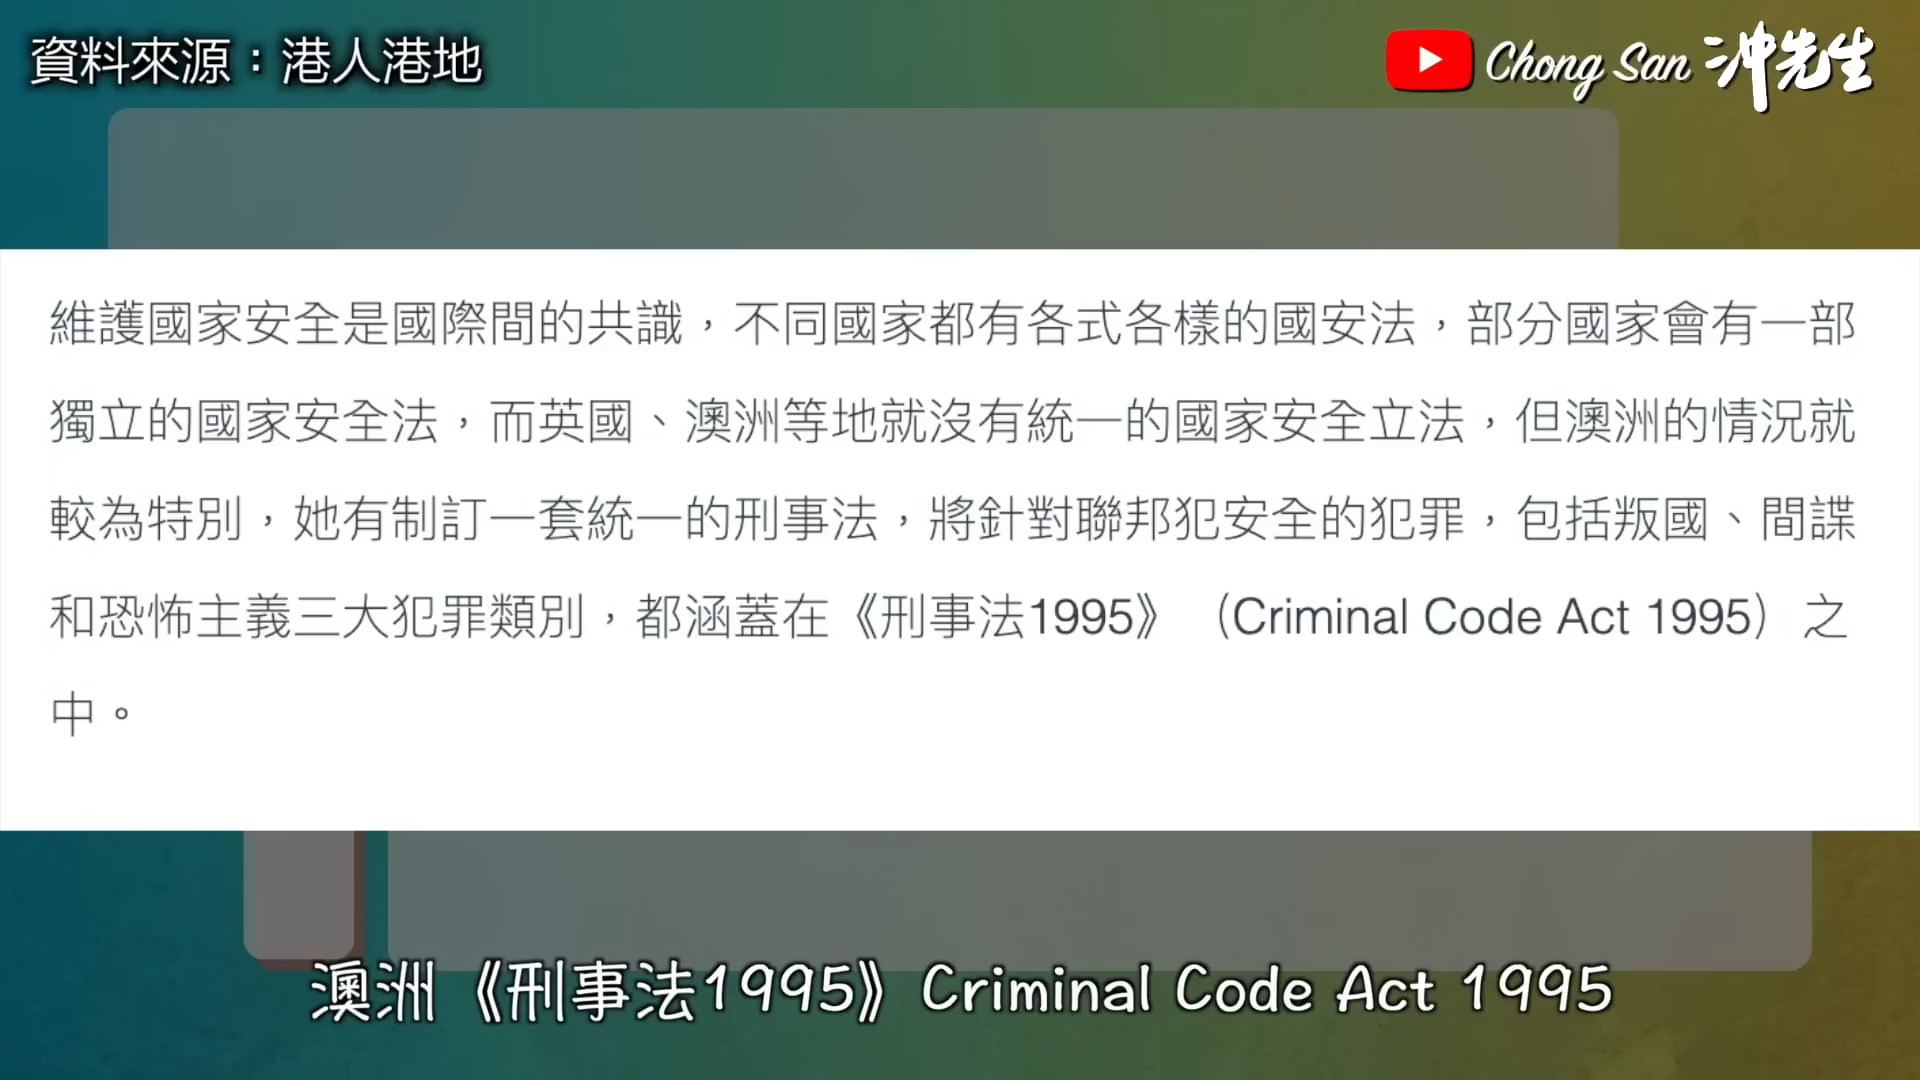 資料來源：港人港地
Chong San 沖先生
維護國家安全是國際間的共識，不同國家都有各式各樣的國安法，部分國家會有一部
獨立的國家安全法，而英國、澳洲等地就沒有統一的國家安全立法，但澳洲的情況就
較為特別，她有制訂一套統一的刑事法，將針對聯邦犯安全的犯罪，包括叛國、間諜
和恐怖主義三大犯罪類別，都涵蓋在《刑事法1995》（Criminal Code Act 1995）之
中。
澳洲《刑事法1995》Criminal Code Act 1995